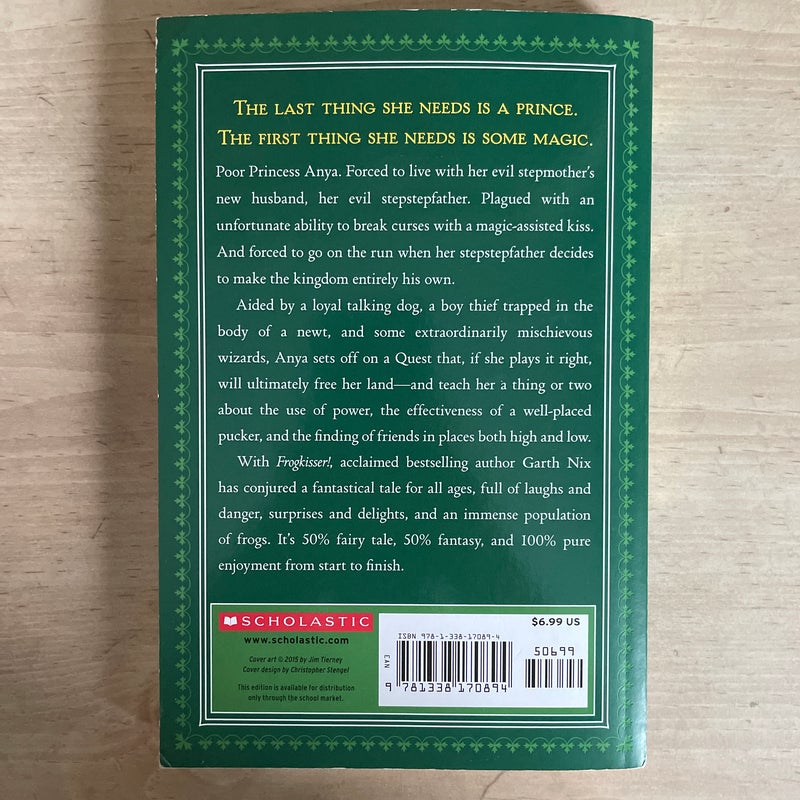 The last thing she needs is a prince.
The first thing she needs is some magic.
Poor Princess Anya. Forced to live with her evil stepmother's
new husband, her evil stepstepfather. Plagued with an
unfortunate ability to break curses with a magic-assisted kiss.
And forced to go on the run when her stepstepfather decides
to make the kingdom entirely his own.
Aided by a loyal talking dog, a boy thief trapped in the
body of a newt, and some extraordinarily mischievous
wizards, Anya sets off on a Quest that, if she plays it right,
will ultimately free her land—and teach her a thing or two
about the use of power, the effectiveness of a well-placed
pucker, and the finding of friends in places both high and low.
With Frogkisser!, acclaimed bestselling author Garth Nix
has conjured a fantastical tale for all ages, full of laughs and
danger, surprises and delights, and an immense population
of frogs. It's 50% fairy tale, 50% fantasy, and 100% pure
enjoyment from start to finish.
SCHOLASTIC
www.scholastic.com
Cover art © 2015 by Jim Tierney
Cover design by Christopher Stengel
This edition is available for distribution
only through the school market.
$6.99 US
ISBN 978-1-338-17089-4
50699
EAN
9 781338 170894